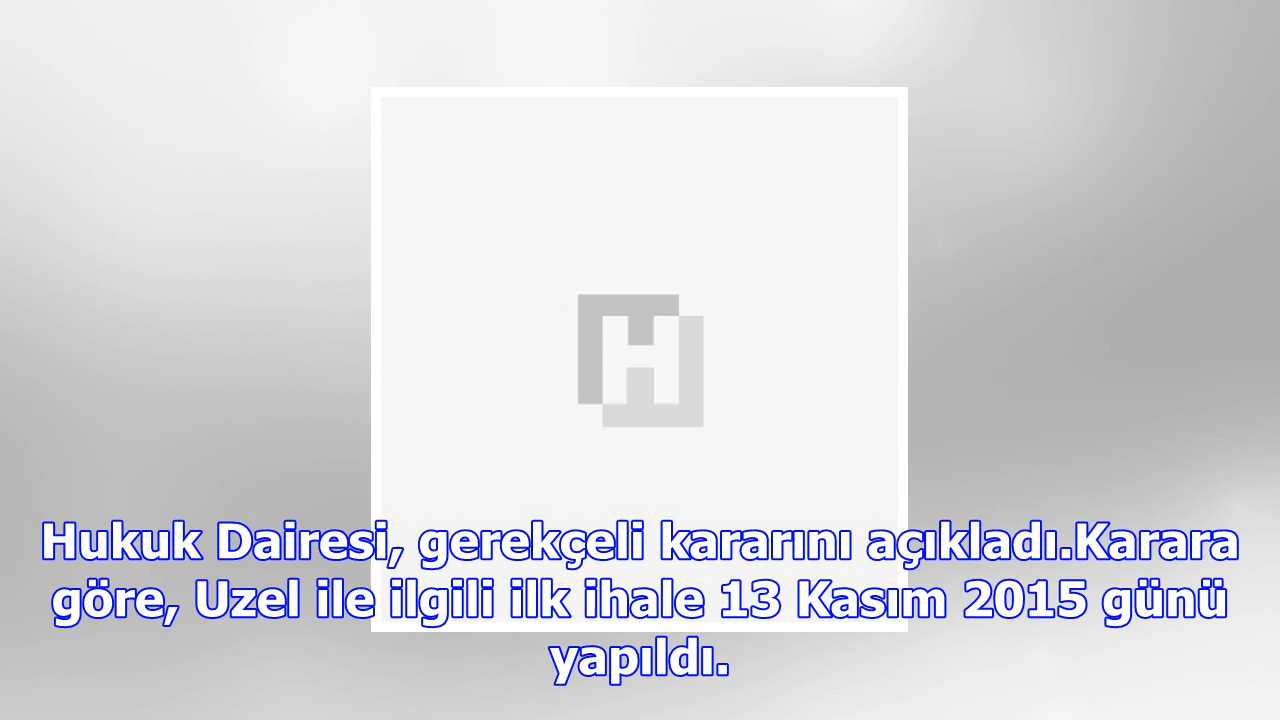 H
Hukuk Dairesi, gerekçeli kararını açıkladı.Karara
göre, Uzel ile ilgili ilk ihale 13 Kasım 2015 günü
yapıldı.